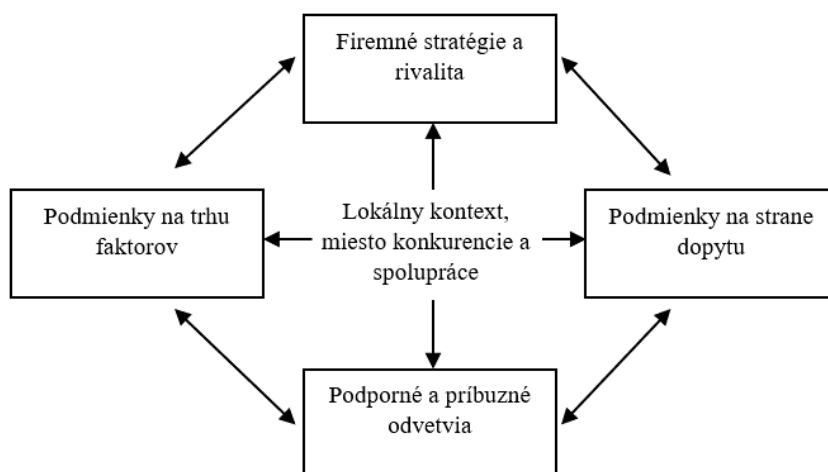 Firemné stratégie a
rivalita
Podmienky na trhu
faktorov
Lokálny kontext,
miesto konkurencie a
spolupráce
Podmienky na strane
dopytu
Podporné a príbuzné
odvetvia